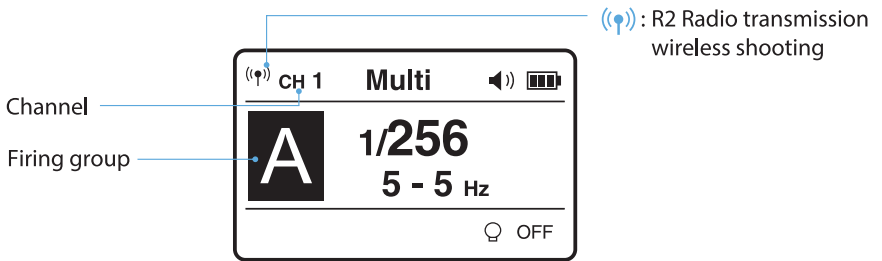 : R2 Radio transmission
wireless shooting
CH 1 Multi
Channel
Firing group
A
1/256
5 - 5 Hz
OFF